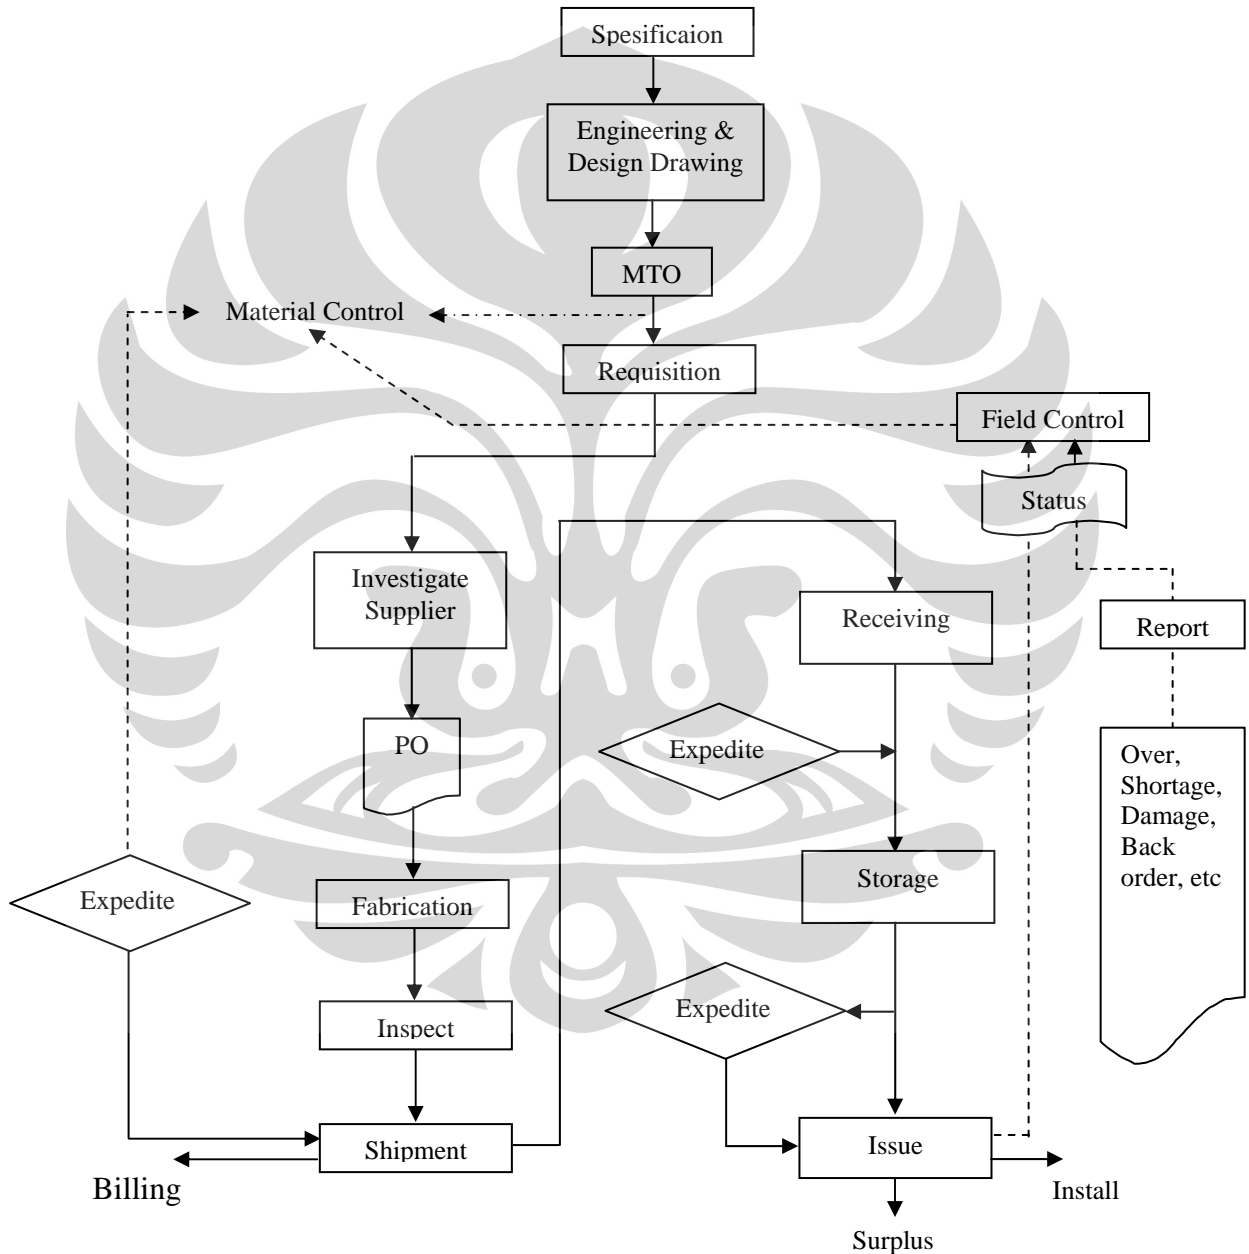 Spesificaion
Engineering &
Design Drawing
MTO
Material Control
Requisition
Field Control
Status
Investigate
Supplier
Receiving
Report
PO
Expedite
Over,
Shortage,
Damage,
Back
order, etc
Storage
Expedite
Fabrication
Expedite
Inspect
Shipment
Issue
Billing
Install
Surplus